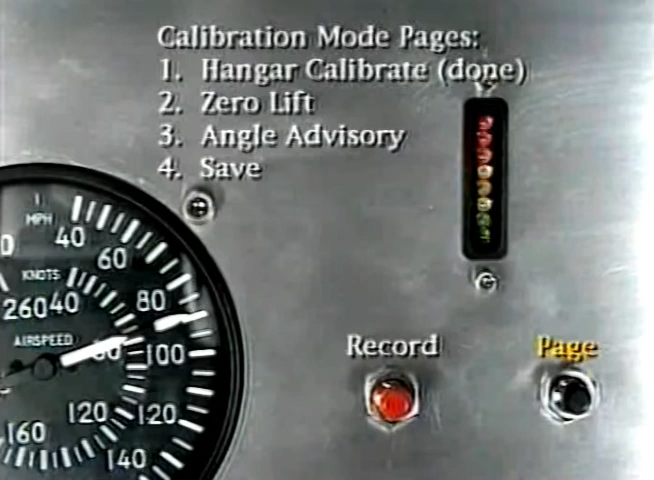 Calibration Mode Pages:
1. Hangar Calibrate (done)
2. Zero Lift
3. Angle Advisory
4. Save
MPH
40
60
KNOTS
260 40
80
AIRSPEED
100
120 120
160
140
Record Page